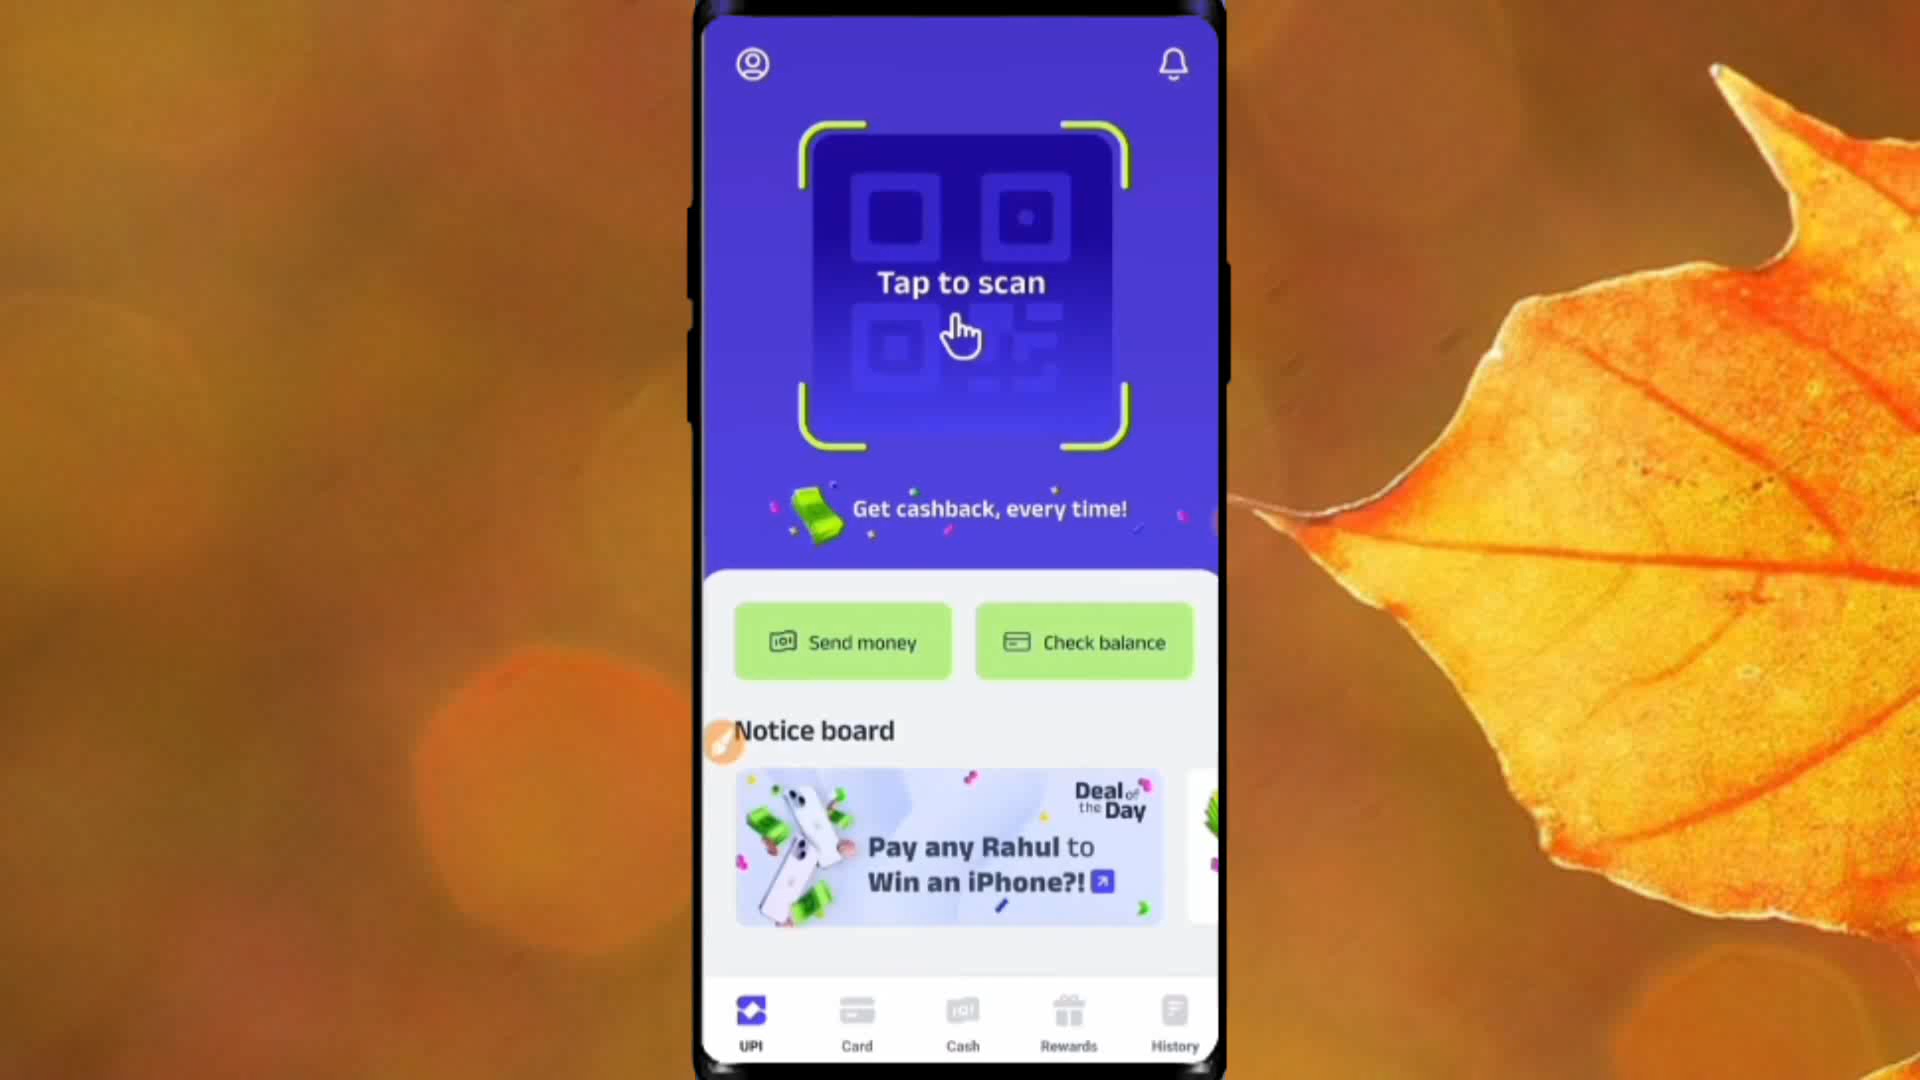 Tap to scan
Get cashback, every time!
Send money
Check balance
Notice board
Deal of
the Day
Pay any Rahul to
Win an iPhone?!
UPI
Card
Cash
Rewards
History